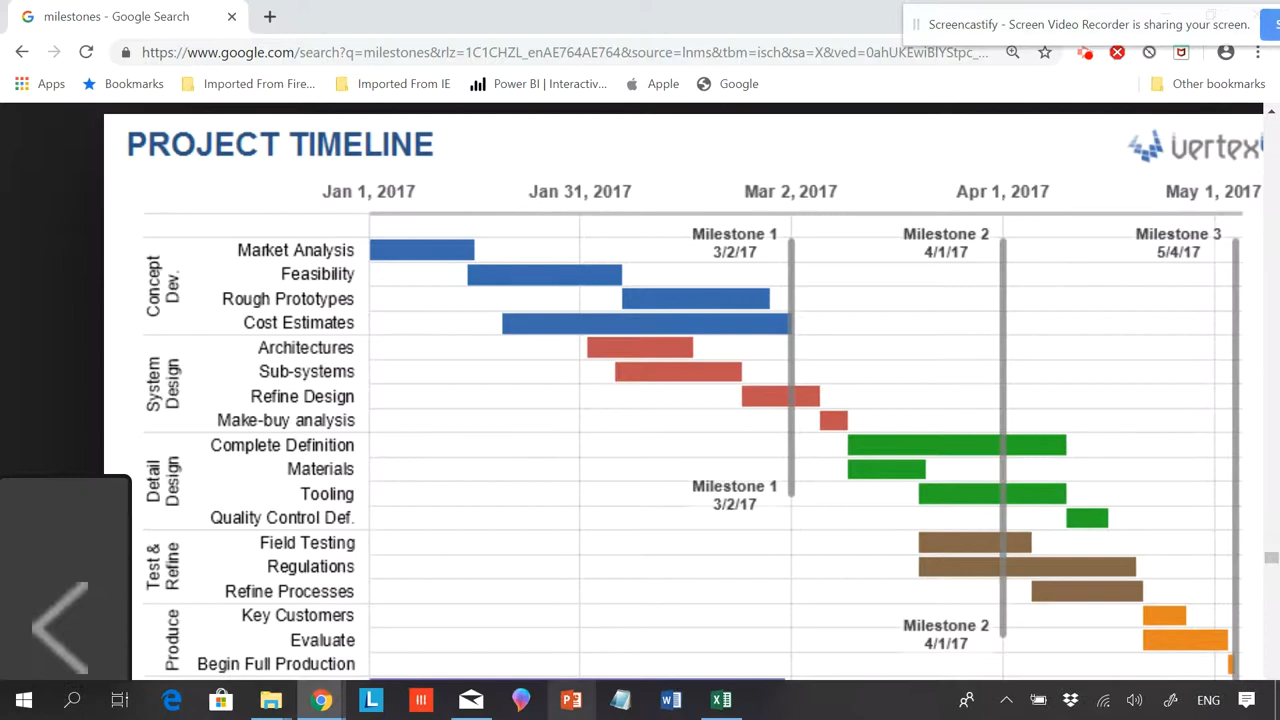 milestones - Google Search
Screencastify - Screen Video Recorder is sharing your screen.
https://www.google.com/search?q=milestones&rlz=1C1CHZL_enAE764AE764&source=lnms&tbm=isch&sa=X&ved=0ahUKEwiBlYStpc_...
Apps Bookmarks Imported From Fire... Imported From IE Power BI | Interactiv... Apple Google Other bookmarks
PROJECT TIMELINE
vertex
Jan 1, 2017 Jan 31, 2017 Mar 2, 2017 Apr 1, 2017 May 1, 2017
Milestone 1 Milestone 2 Milestone 3
3/2/17 4/1/17 5/4/17
Concept
Dev.
Market Analysis
Feasibility
Rough Prototypes
Cost Estimates
System
Design
Architectures
Sub-systems
Refine Design
Make-buy analysis
Detail
Design
Complete Definition
Materials
Tooling
Quality Control Def.
Milestone 1
3/2/17
Test &
Refine
Field Testing
Regulations
Refine Processes
Produce
Key Customers
Evaluate
Begin Full Production
Milestone 2
4/1/17
ENG